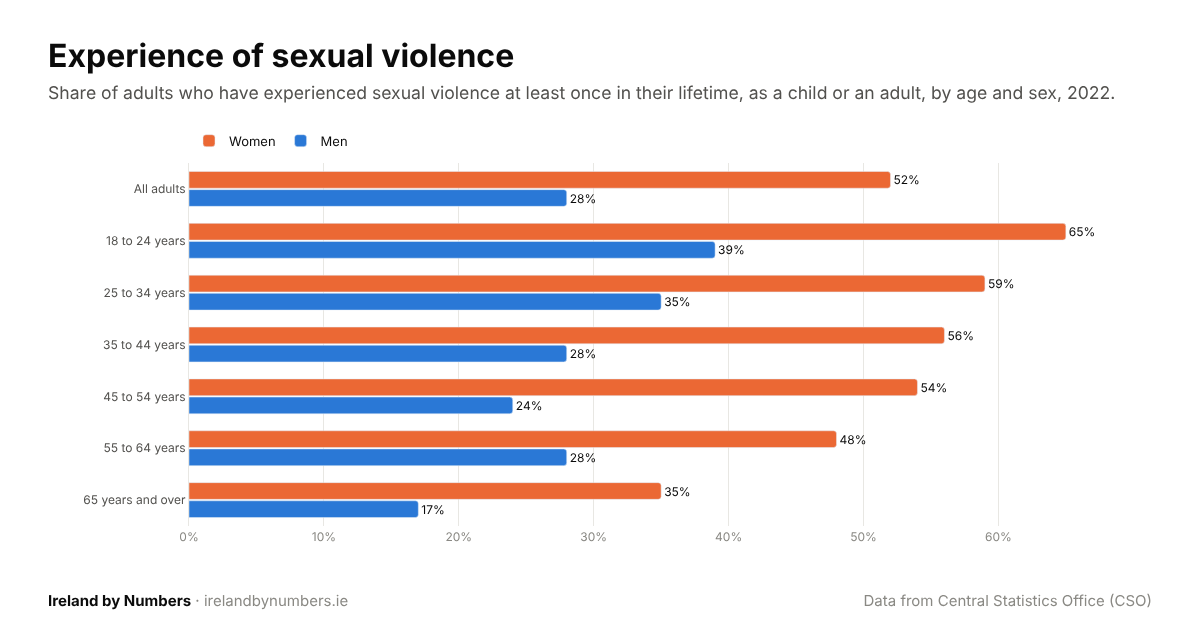 Experience of sexual violence
Share of adults who have experienced sexual violence at least once in their lifetime, as a child or an adult, by age and sex, 2022.
Women Men
All adults
52%
28%
18 to 24 years
65%
39%
25 to 34 years
59%
35%
35 to 44 years
56%
28%
45 to 54 years
54%
24%
55 to 64 years
48%
28%
65 years and over
35%
17%
0% 10% 20% 30% 40% 50% 60%
Ireland by Numbers · irelandbynumbers.ie
Data from Central Statistics Office (CSO)